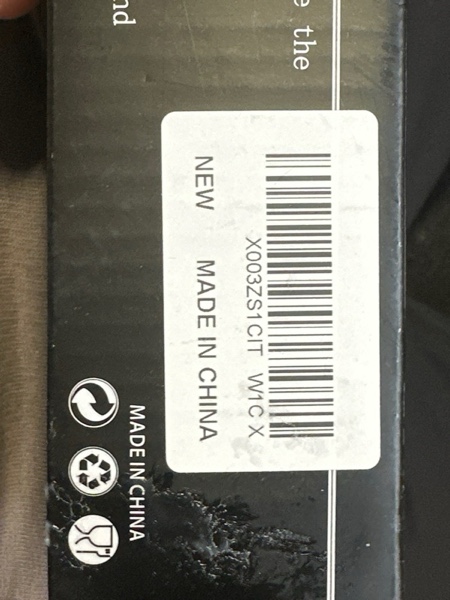 e the
nd
X003ZS1CIT W1C X
NEW MADE IN CHINA
MADE IN CHINA